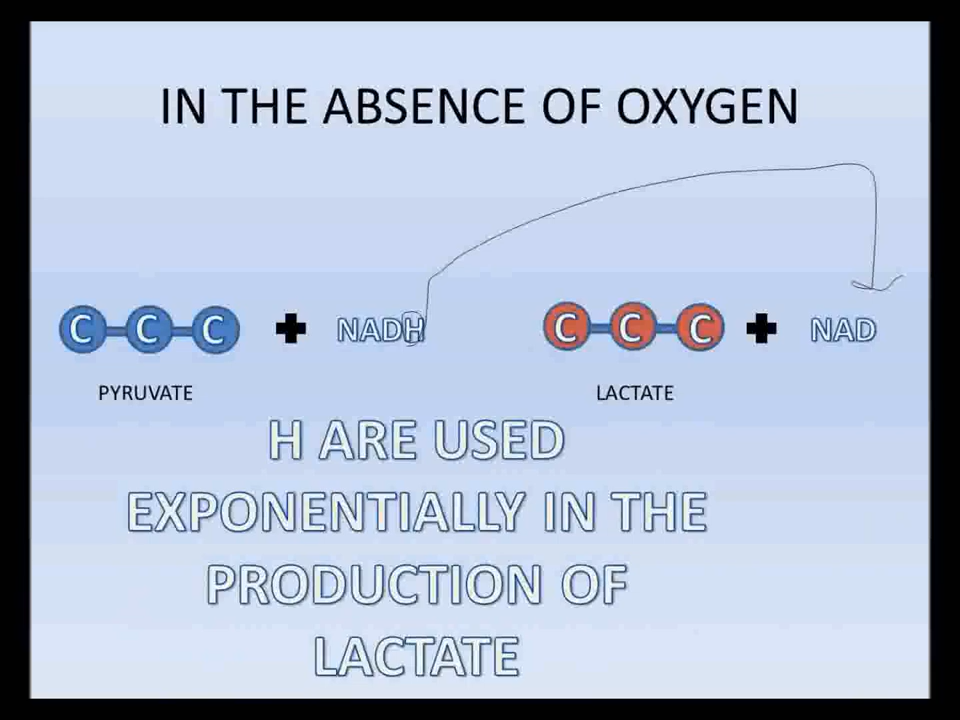 IN THE ABSENCE OF OXYGEN
C C C + NADH C C C + NAD
PYRUVATE LACTATE
H ARE USED
EXPONENTIALLY IN THE
PRODUCTION OF
LACTATE